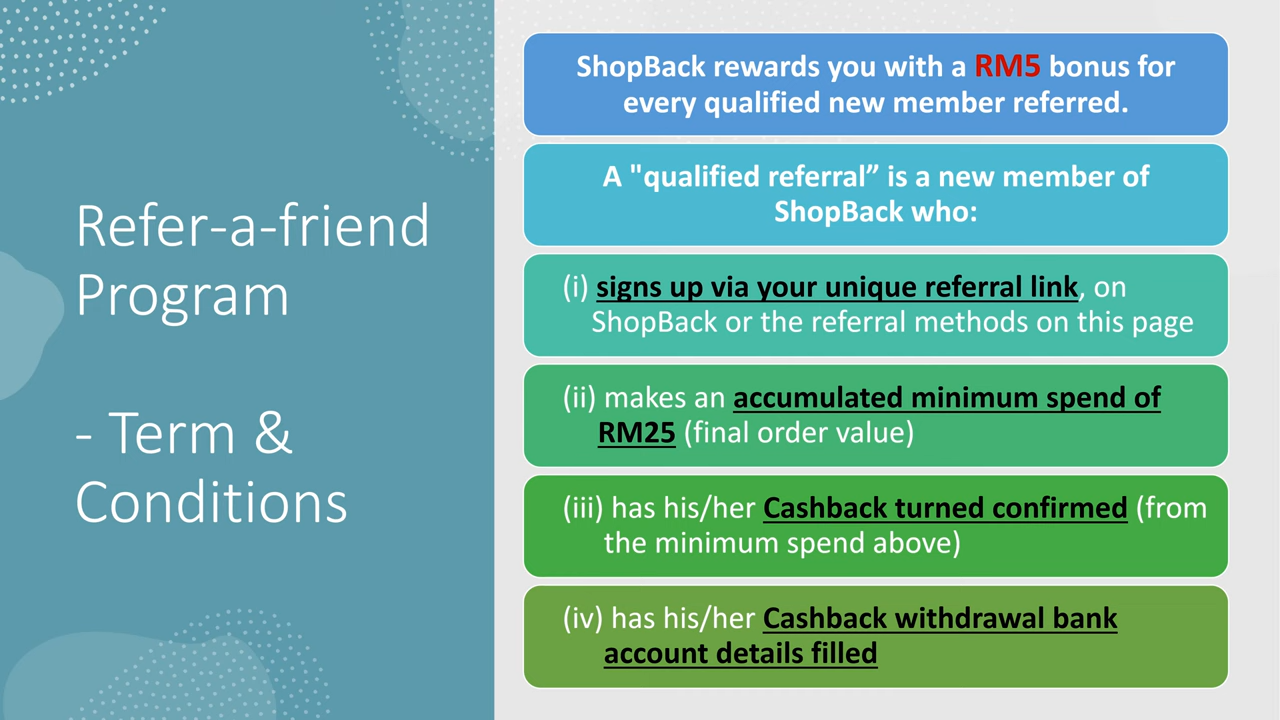 Refer-a-friend
Program
- Term &
Conditions
ShopBack rewards you with a RM5 bonus for
every qualified new member referred.
A "qualified referral” is a new member of
ShopBack who:
(i) signs up via your unique referral link, on
ShopBack or the referral methods on this page
(ii) makes an accumulated minimum spend of
RM25 (final order value)
(iii) has his/her Cashback turned confirmed (from
the minimum spend above)
(iv) has his/her Cashback withdrawal bank
account details filled